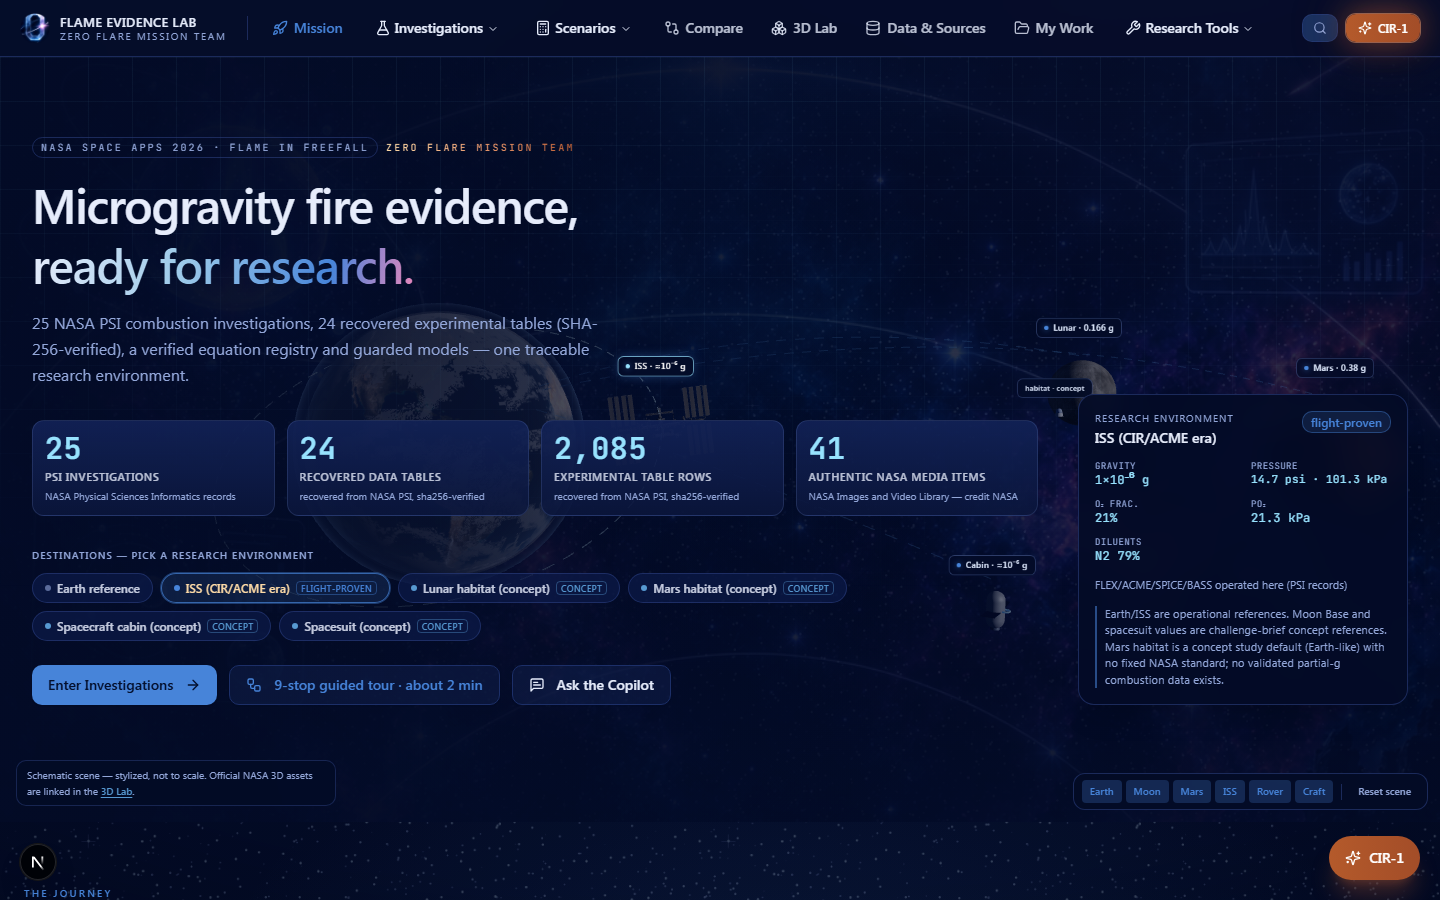 FLAME EVIDENCE LAB
ZERO FLARE MISSION TEAM
Mission
Investigations
Scenarios
Compare
3D Lab
Data & Sources
My Work
Research Tools
CIR-1
NASA SPACE APPS 2026 · FLAME IN FREEFALL
ZERO FLARE MISSION TEAM
Microgravity fire evidence,
ready for research.
25 NASA PSI combustion investigations, 24 recovered experimental tables (SHA-
256-verified), a verified equation registry and guarded models — one traceable
research environment.
ISS · ≈10⁻⁶ g
Lunar · 0.166 g
Mars · 0.38 g
habitat · concept
Cabin · ≈10⁻⁶ g
25
PSI INVESTIGATIONS
NASA Physical Sciences Informatics records
24
RECOVERED DATA TABLES
recovered from NASA PSI, sha256-verified
2,085
EXPERIMENTAL TABLE ROWS
recovered from NASA PSI, sha256-verified
41
AUTHENTIC NASA MEDIA ITEMS
NASA Images and Video Library — credit NASA
RESEARCH ENVIRONMENT
ISS (CIR/ACME era)
flight-proven
GRAVITY
1×10⁻⁶ g
PRESSURE
14.7 psi · 101.3 kPa
O₂ FRAC.
21%
PO₂
21.3 kPa
DILUENTS
N2 79%
FLEX/ACME/SPICE/BASS operated here (PSI records)
Earth/ISS are operational references. Moon Base and
spacesuit values are challenge-brief concept references.
Mars habitat is a concept study default (Earth-like) with
no fixed NASA standard; no validated partial-g
combustion data exists.
DESTINATIONS — PICK A RESEARCH ENVIRONMENT
Earth reference
ISS (CIR/ACME era) FLIGHT-PROVEN
Lunar habitat (concept) CONCEPT
Mars habitat (concept) CONCEPT
Spacecraft cabin (concept) CONCEPT
Spacesuit (concept) CONCEPT
Enter Investigations
9-stop guided tour · about 2 min
Ask the Copilot
Schematic scene — stylized, not to scale. Official NASA 3D assets
are linked in the 3D Lab.
Earth
Moon
Mars
ISS
Rover
Craft
Reset scene
N
CIR-1
THE JOURNEY